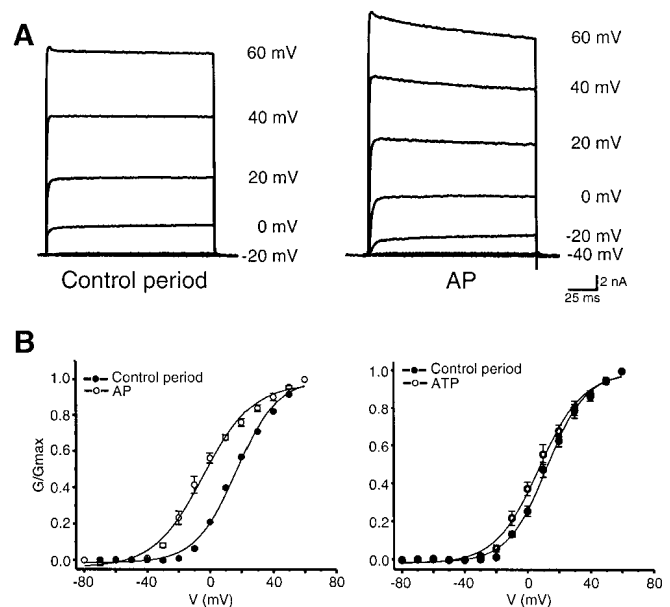 A
60 mV
40 mV
20 mV
0 mV
-20 mV
Control period
60 mV
40 mV
20 mV
0 mV
-20 mV
-40 mV
AP
2 nA
25 ms
B
Control period
AP
G/Gmax
1.0
0.8
0.6
0.4
0.2
0.0
-80 -40 0 40 80
V (mV)
Control period
ATP
1.0
0.8
0.6
0.4
0.2
0.0
-80 -40 0 40 80
V (mV)